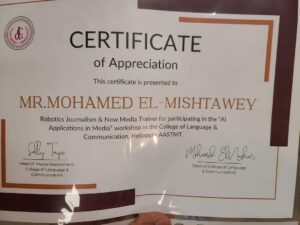 CERTIFICATE
of Appreciation
This certificate is presented to
MR.MOHAMED EL-MISHTAWEY
Robotics Journalism & New Media Trainer for participating in the "AI
Applications in Media" workshop in the College of Language &
Communication, Heliopolis AASTMT
Head of Media Department
College of Language &
Communication
Dean of College of Language
& Communication